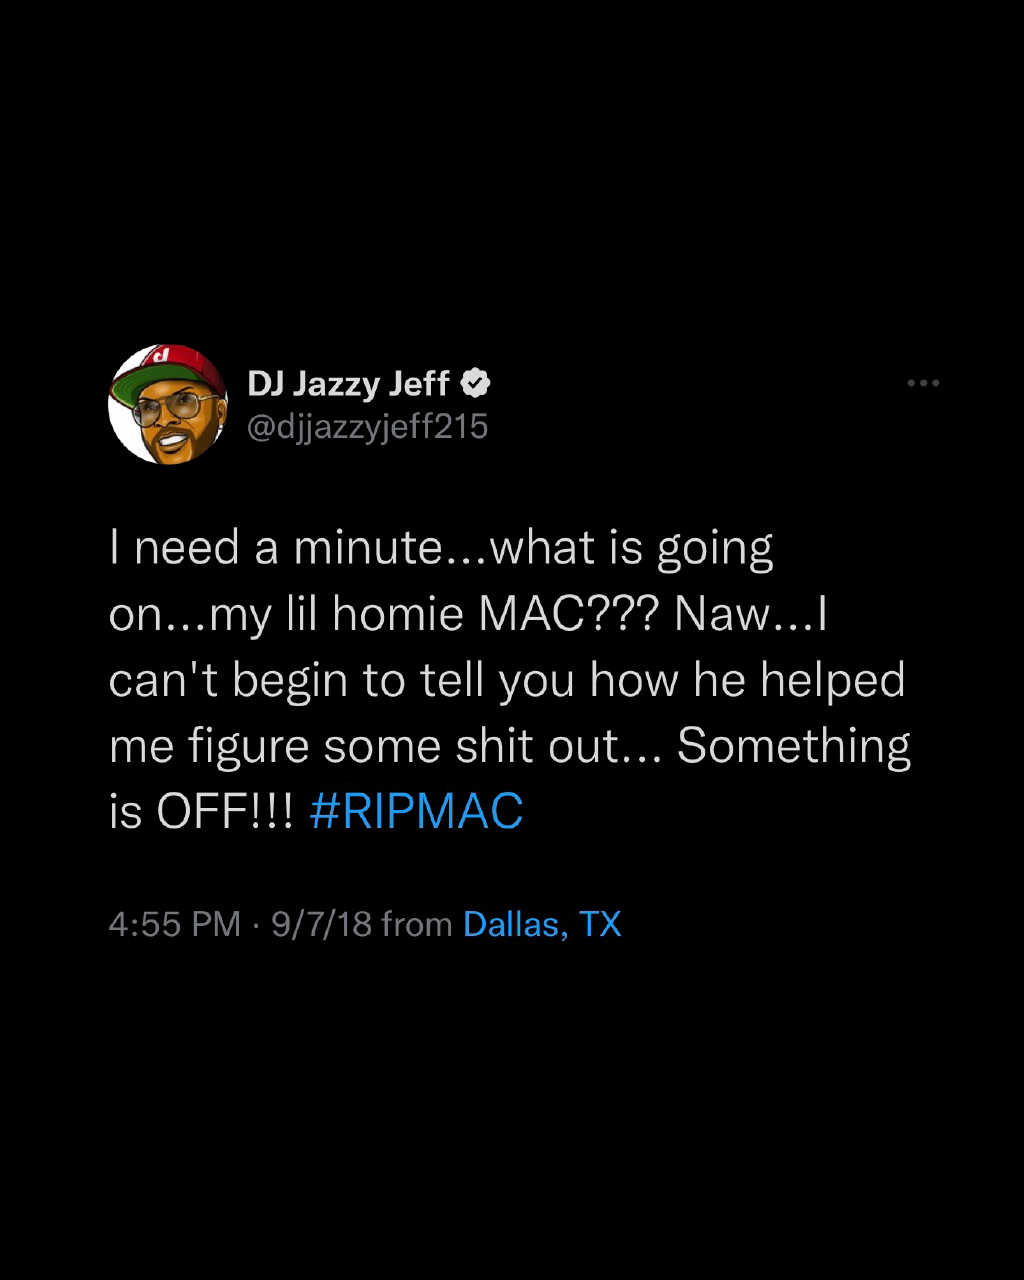 DJ Jazzy Jeff
@djjazzyjeff215
I need a minute...what is going
on...my lil homie MAC??? Naw...I
can't begin to tell you how he helped
me figure some shit out... Something
is OFF!!! #RIPMAC
4:55 PM · 9/7/18 from Dallas, TX